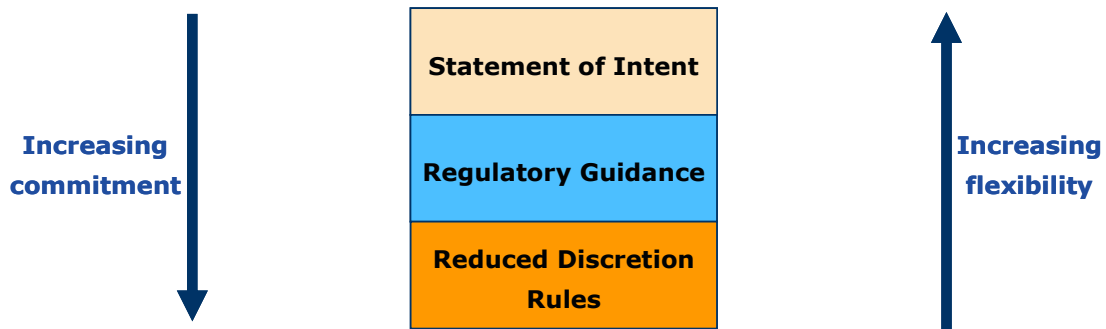 Statement of Intent
Increasing
commitment
Regulatory Guidance
Increasing
flexibility
Reduced Discretion
Rules